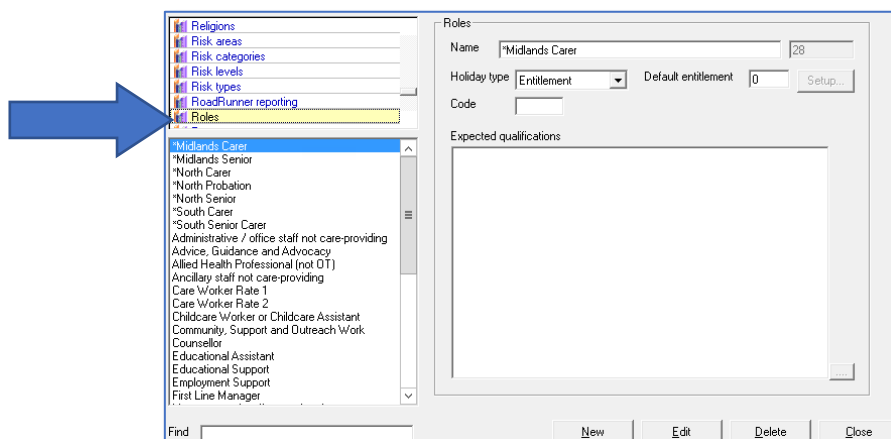 Religions
Risk areas
Risk categories
Risk levels
Risk types
RoadRunner reporting
Roles
*Midlands Carer
*Midlands Senior
*North Carer
*North Probation
*North Senior
*South Carer
*South Senior Carer
Administrative / office staff not care-providing
Advice, Guidance and Advocacy
Allied Health Professional (not OT)
Ancillary staff not care-providing
Care Worker Rate 1
Care Worker Rate 2
Childcare Worker or Childcare Assistant
Community, Support and Outreach Work
Counsellor
Educational Assistant
Educational Support
Employment Support
First Line Manager
Find
Roles
Name *Midlands Carer 28
Holiday type Entitlement Default entitlement 0 Setup...
Code
Expected qualifications
....
New Edit Delete Close